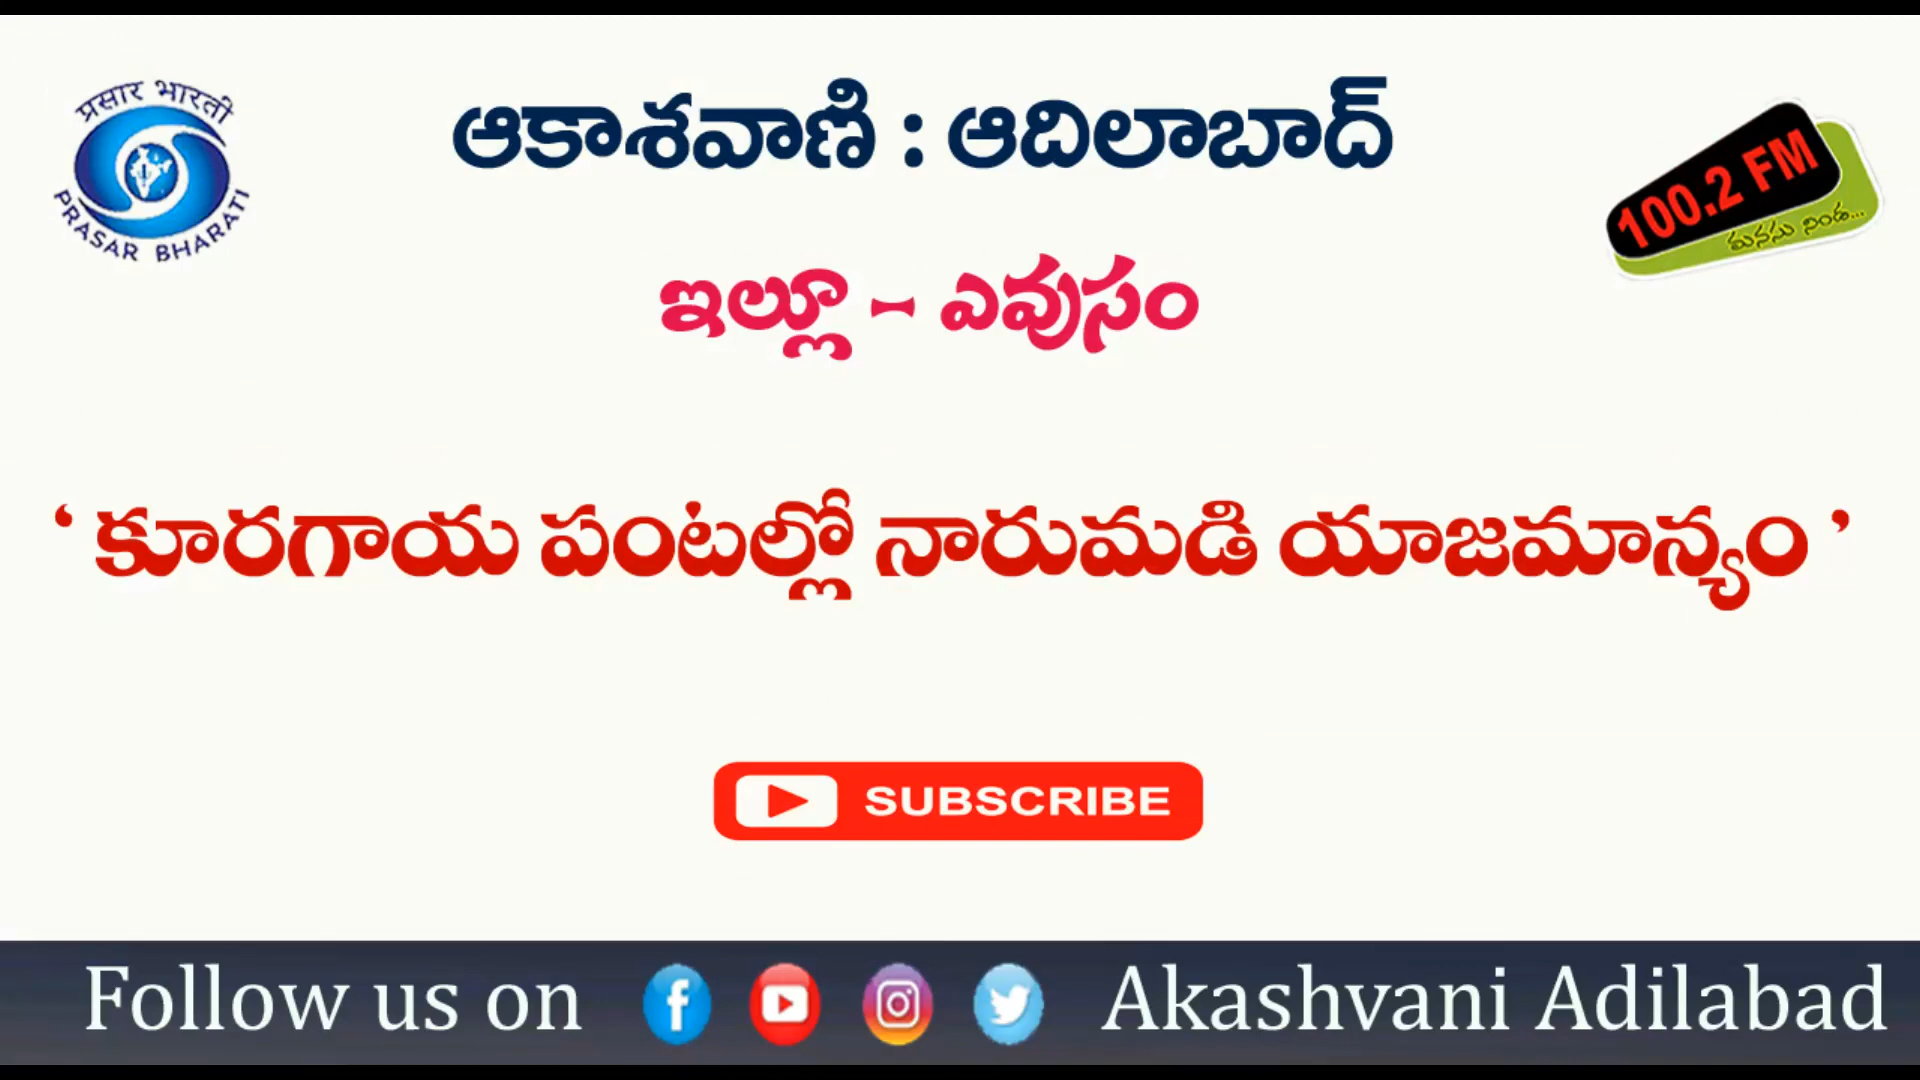 प्रसार भारती
PRASAR BHARATI
ఆకాశవాణి : ఆదిలాబాద్
100.2 FM
మనసు నిండా...
ఇల్లూ - ఎవుసం
‘ కూరగాయ పంటల్లో నారుమడి యాజమాన్యం ’
SUBSCRIBE
Follow us on Akashvani Adilabad